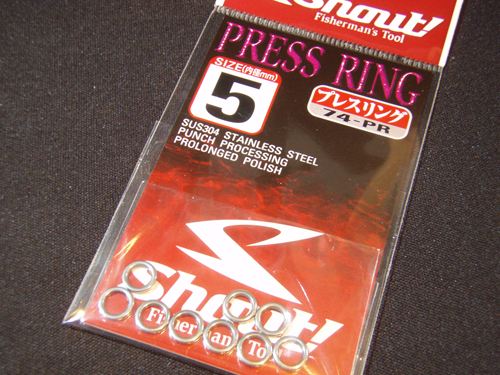 Shout!
Fisherman's Tool
PRESS RING
SIZE(内径mm)
5
プレスリング
74-PR
SUS304 STAINLESS STEEL
PUNCH PROCESSING
PROLONGED POLISH
Shout!
Fisherman's Tool